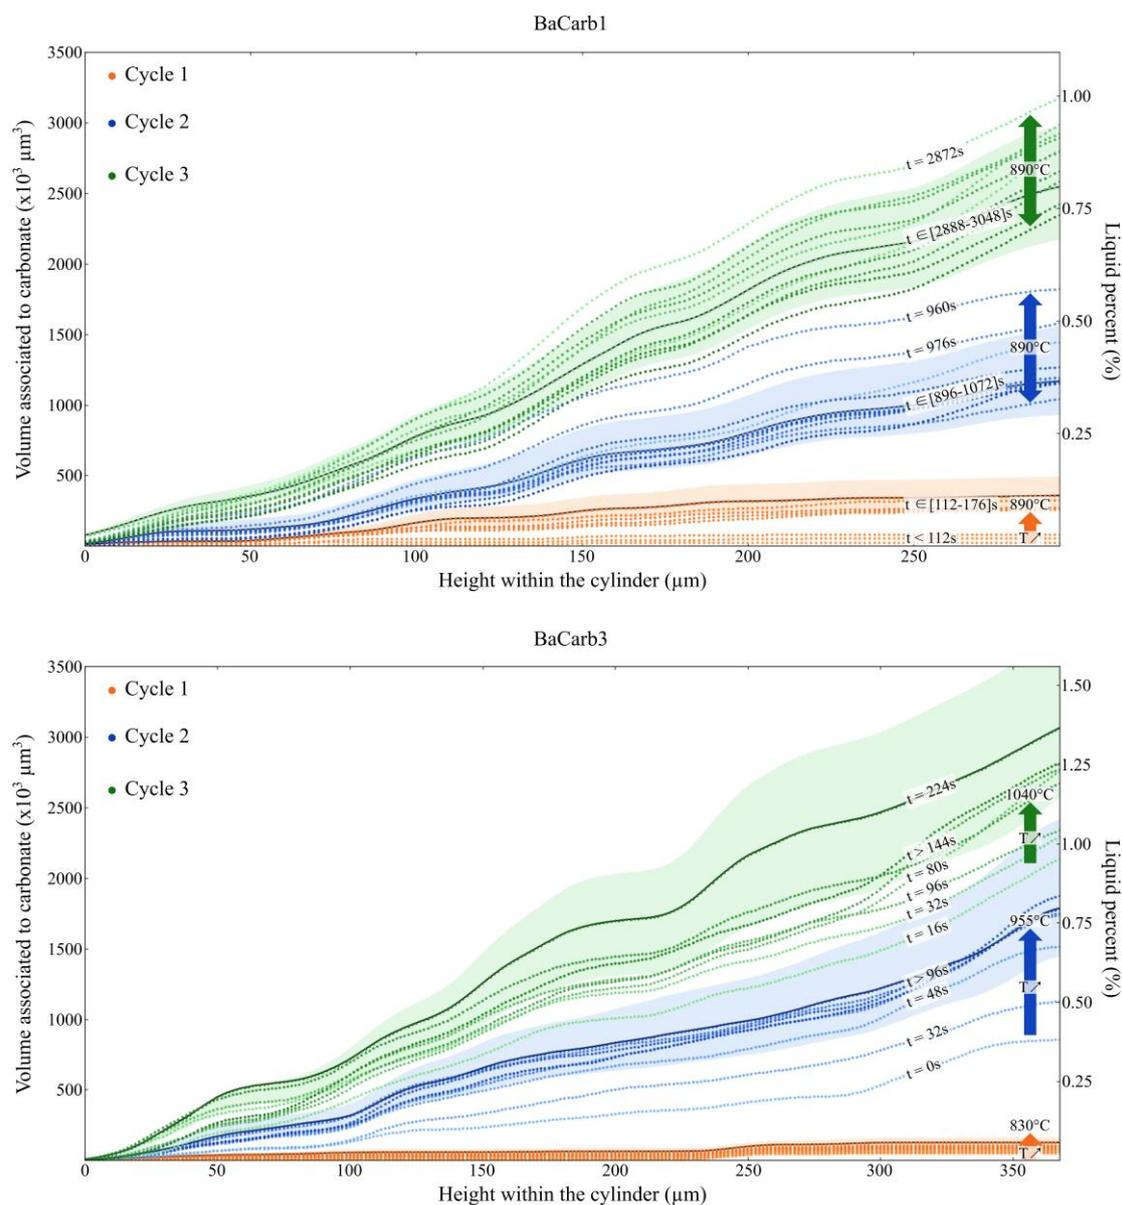 BaCarb1
3500
3000
2500
2000
1500
1000
500
0
50
100
150
200
250
1.00
0.75
0.50
0.25
Volume associated to carbonate (x10³ µm³)
Liquid percent (%)
Height within the cylinder (µm)
Cycle 1
Cycle 2
Cycle 3
t = 2872s
t ∈[2888-3048]s
t = 960s
t = 976s
t ∈[896-1072]s
t ∈[112-176]s
t < 112s
890°C
890°C
890°C
T↗
BaCarb3
3500
3000
2500
2000
1500
1000
500
0
50
100
150
200
250
300
350
1.50
1.25
1.00
0.75
0.50
0.25
Volume associated to carbonate (x10³ µm³)
Liquid percent (%)
Height within the cylinder (µm)
Cycle 1
Cycle 2
Cycle 3
t = 224s
t > 144s
t = 80s
t = 96s
t = 32s
t = 16s
t > 96s
t = 48s
t = 32s
t = 0s
1040°C
T↗
955°C
T↗
830°C
T↗